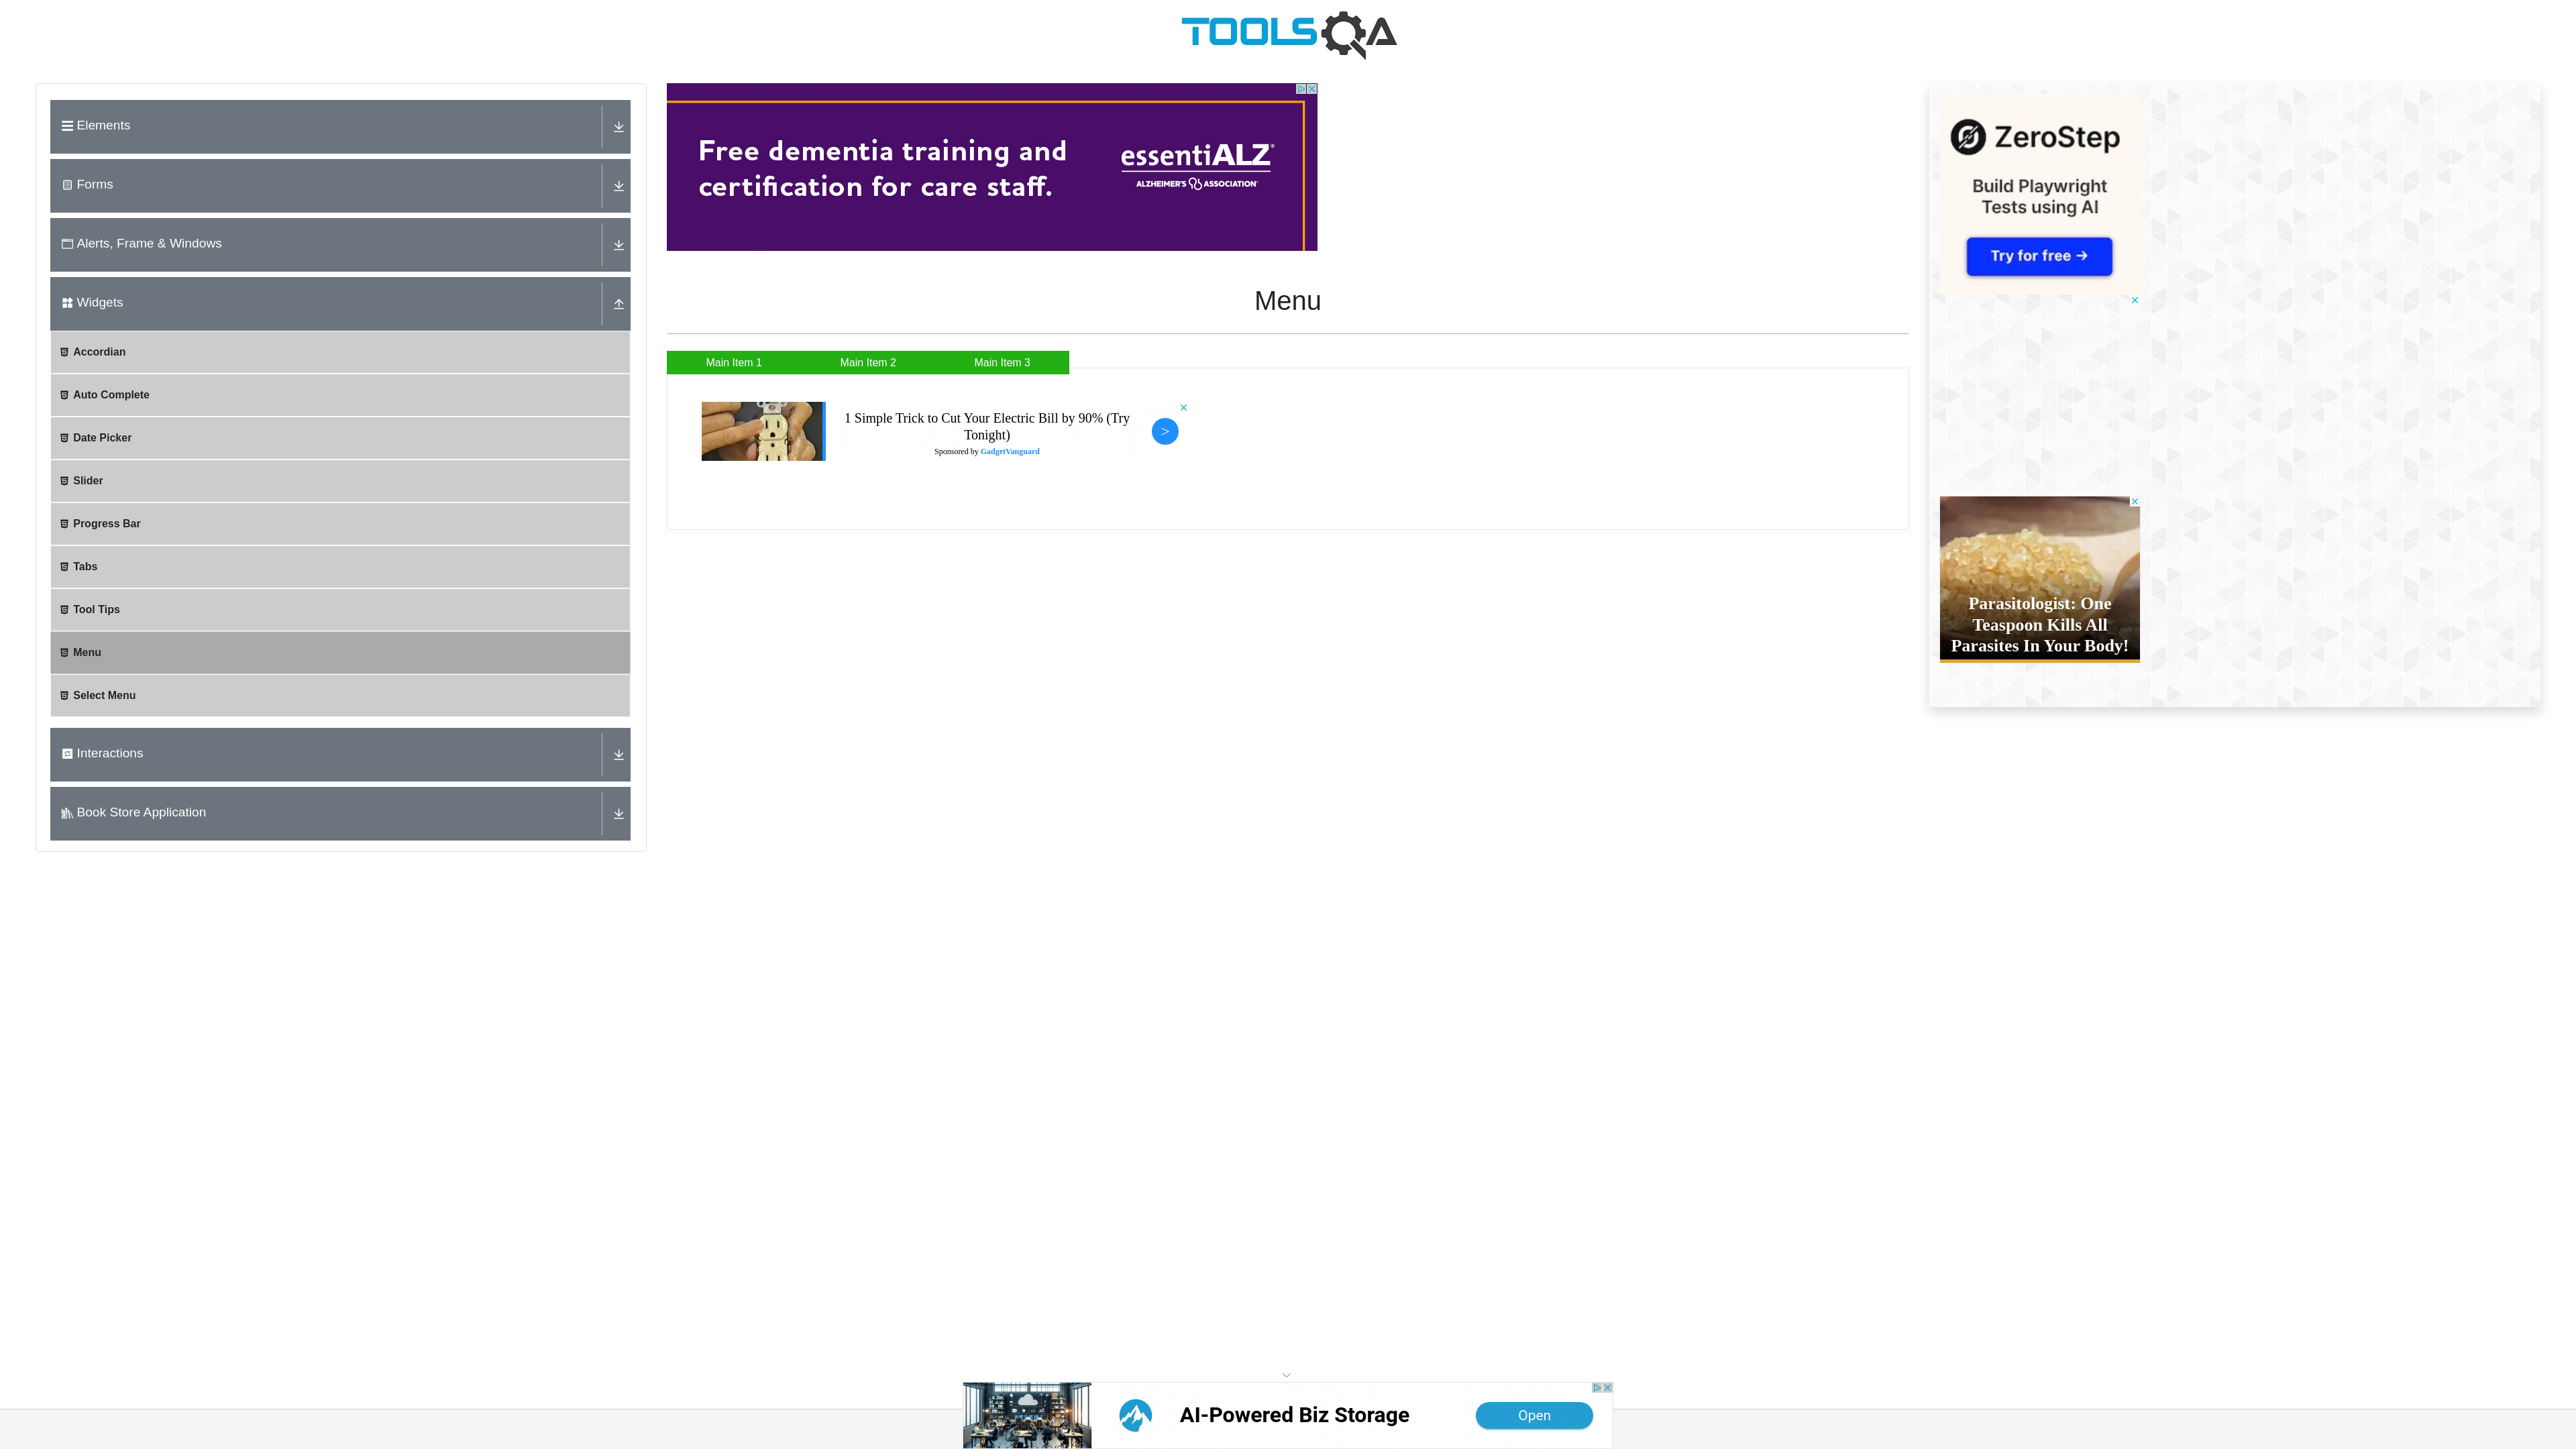 TOOLSQA
Elements
Forms
Alerts, Frame & Windows
Widgets
Accordian
Auto Complete
Date Picker
Slider
Progress Bar
Tabs
Tool Tips
Menu
Select Menu
Interactions
Book Store Application
Free dementia training and
certification for care staff.
essentiALZ®
ALZHEIMER'S ASSOCIATION
Menu
Main Item 1
Main Item 2
Main Item 3
1 Simple Trick to Cut Your Electric Bill by 90% (Try
Tonight)
Sponsored by GadgetVanguard
>
ZeroStep
Build Playwright
Tests using AI
Try for free →
Parasitologist: One
Teaspoon Kills All
Parasites In Your Body!
AI-Powered Biz Storage
Open